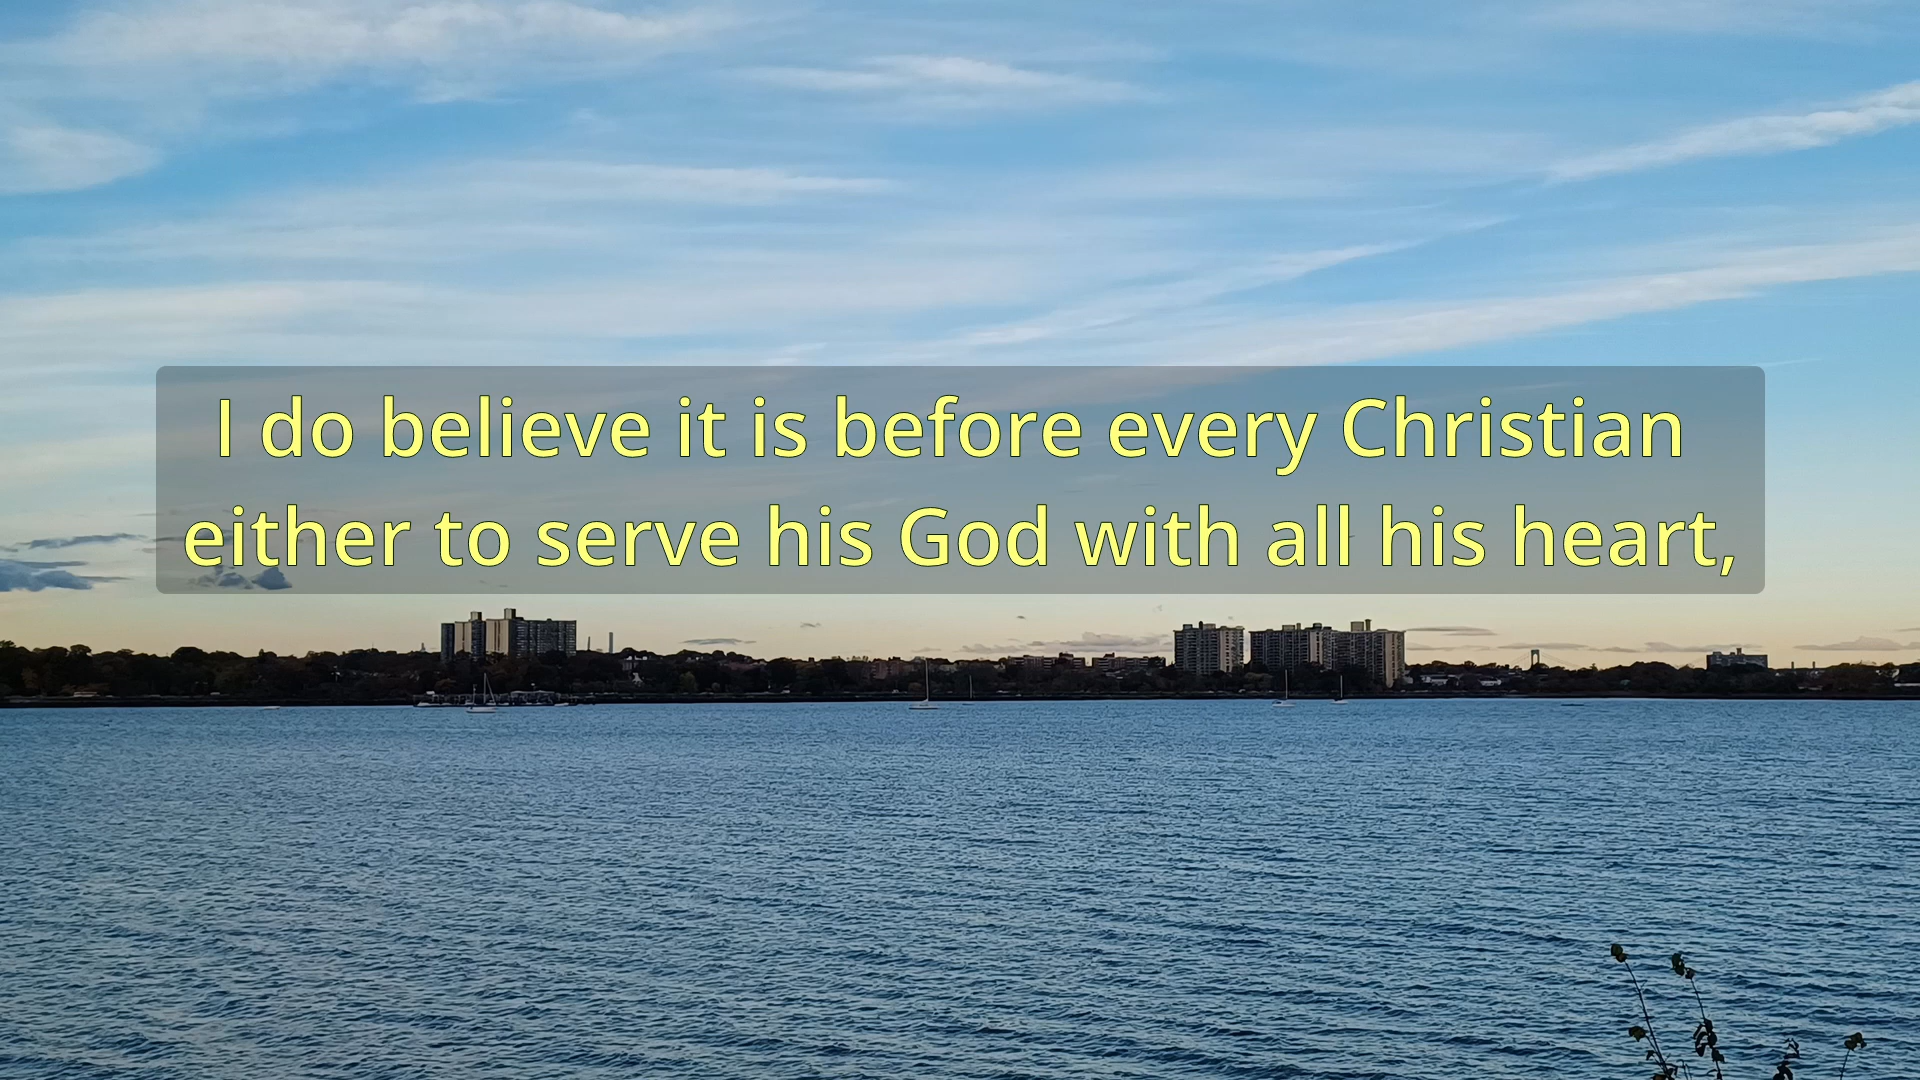 I do believe it is before every Christian
either to serve his God with all his heart,